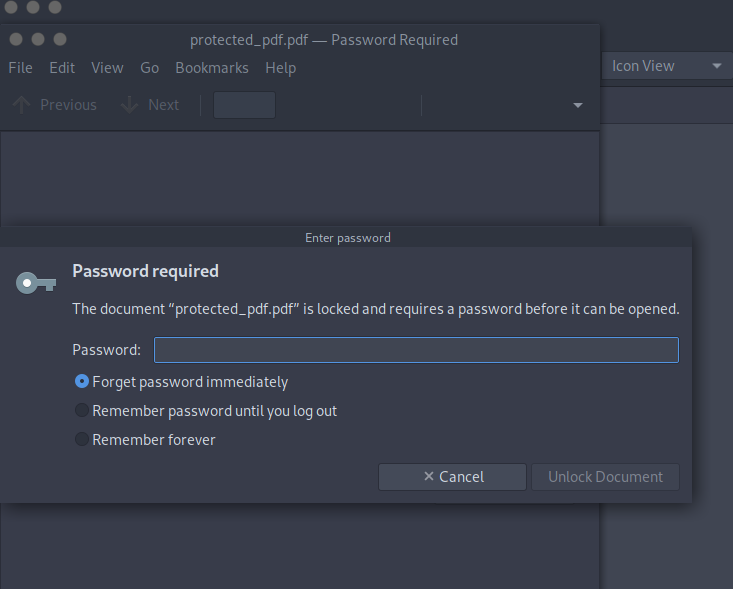 protected_pdf.pdf — Password Required
File Edit View Go Bookmarks Help
Icon View
Previous Next
Enter password
Password required
The document “protected_pdf.pdf” is locked and requires a password before it can be opened.
Password:
Forget password immediately
Remember password until you log out
Remember forever
× Cancel Unlock Document